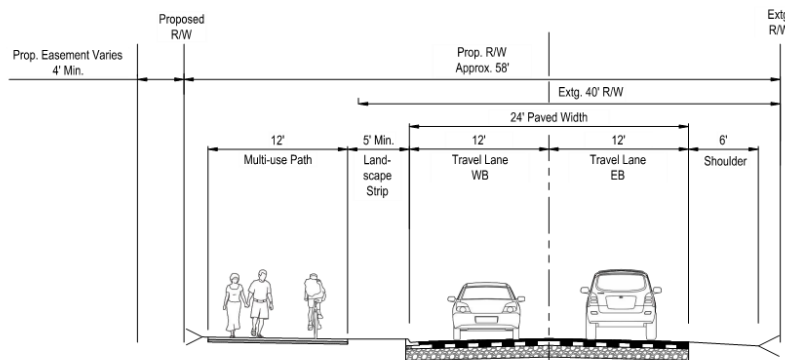 Proposed
R/W
Extg.
R/W
Prop. Easement Varies
4' Min.
Prop. R/W
Approx. 58'
Extg. 40' R/W
24' Paved Width
12'
Multi-use Path
5' Min.
Land-
scape
Strip
12'
Travel Lane
WB
12'
Travel Lane
EB
6'
Shoulder